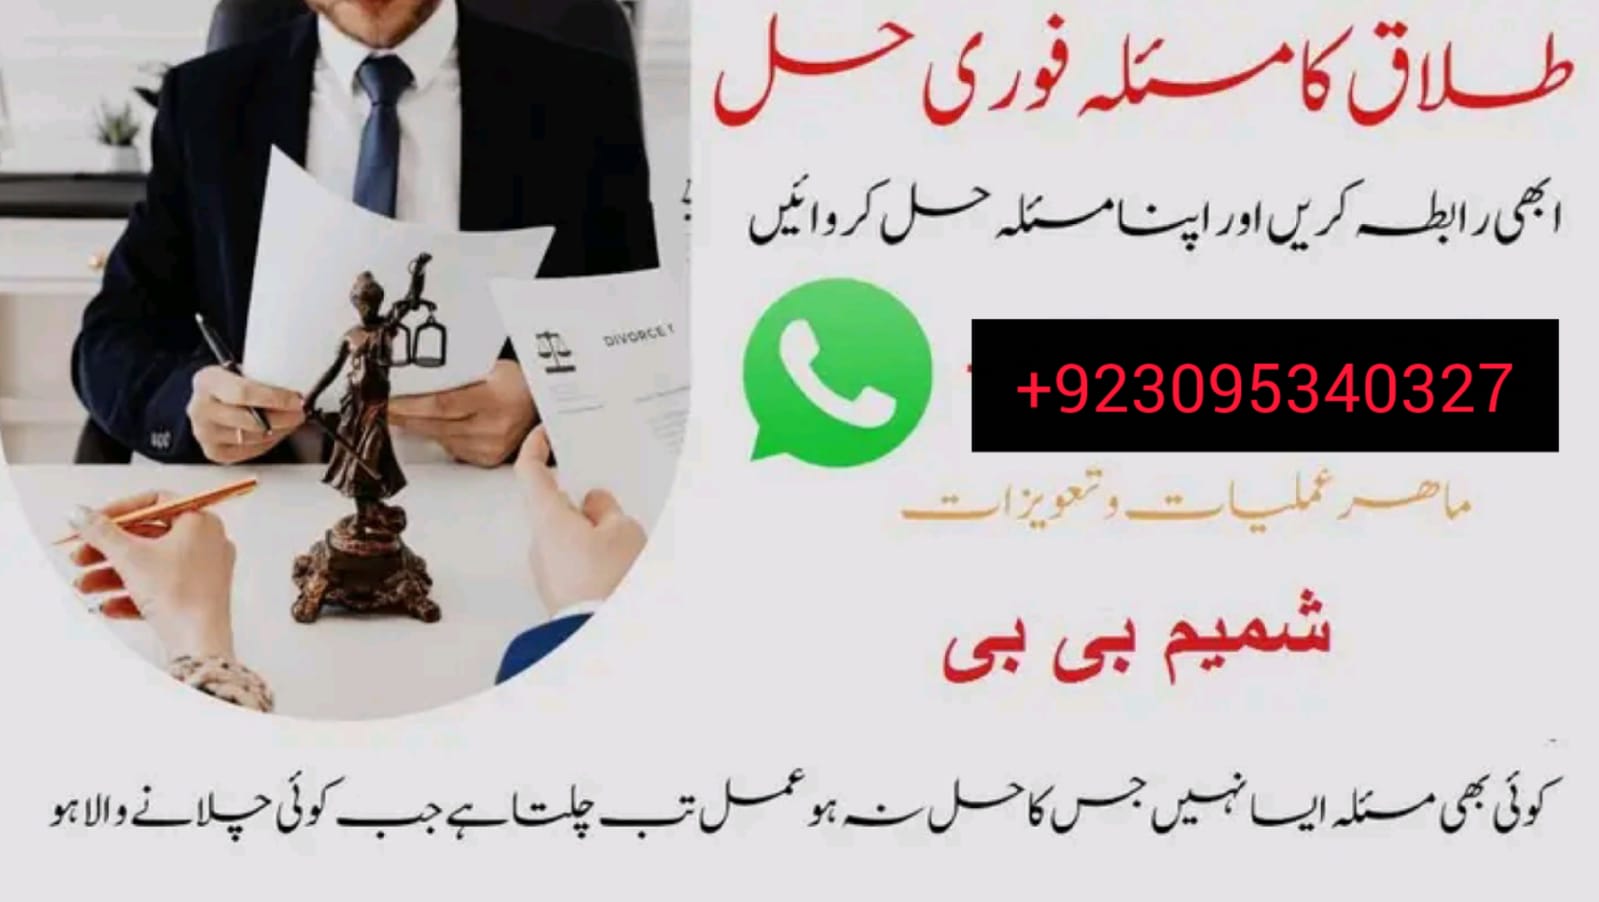 طلاق کا مسئلہ فوری حل
ابھی رابطہ کریں اور اپنا مسئلہ حل کروائیں
+923095340327
ماھر عملیات و تعویزات
شمیم بی بی
کوئی بھی مسئلہ ایسا نہیں جس کا حل نہ ہو عمل تب چلتا ہے جب کوئی چلانے والا ہو
DIVORCE